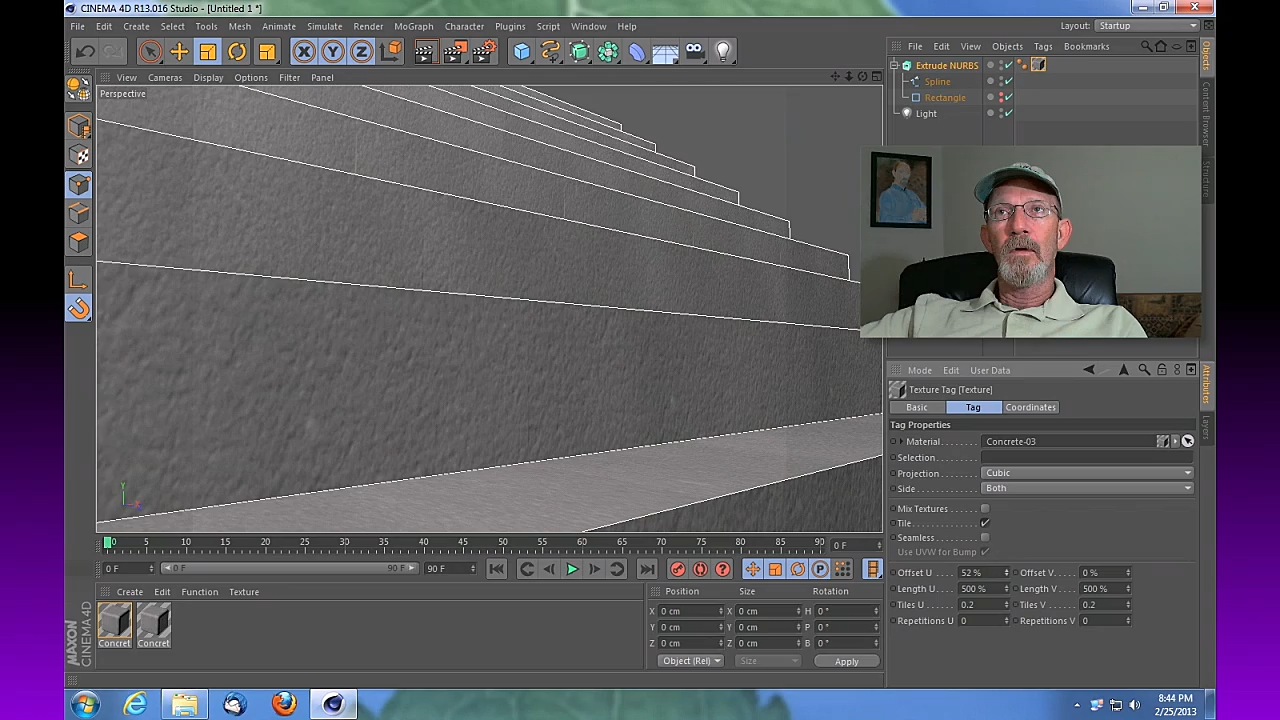 CINEMA 4D R13.016 Studio - [Untitled 1 *]
File Edit Create Select Tools Mesh Animate Simulate Render MoGraph Character Plugins Script Window Help
Layout: Startup
X Y Z
File Edit View Objects Tags Bookmarks
View Cameras Display Options Filter Panel
Perspective
Extrude NURBS
Spline
Rectangle
Light
Objects
Content Browser
Structure
Mode Edit User Data
Texture Tag [Texture]
Basic Tag Coordinates
Tag Properties
Material Concrete-03
Selection
Projection Cubic
Side Both
Mix Textures
Tile
Seamless
Use UVW for Bump
Offset U 52 % Offset V 0 %
Length U 500 % Length V 500 %
Tiles U 0.2 Tiles V 0.2
Repetitions U 0 Repetitions V 0
Attributes
Layers
Y X
0 5 10 15 20 25 30 35 40 45 50 55 60 65 70 75 80 85 90 0 F
0 F 0 F 90 F 90 F
P
Create Edit Function Texture
Concret Concret
Position Size Rotation
X 0 cm X 0 cm H 0 °
Y 0 cm Y 0 cm P 0 °
Z 0 cm Z 0 cm B 0 °
Object (Rel) Size Apply
MAXON
CINEMA 4D
8:44 PM
2/25/2013